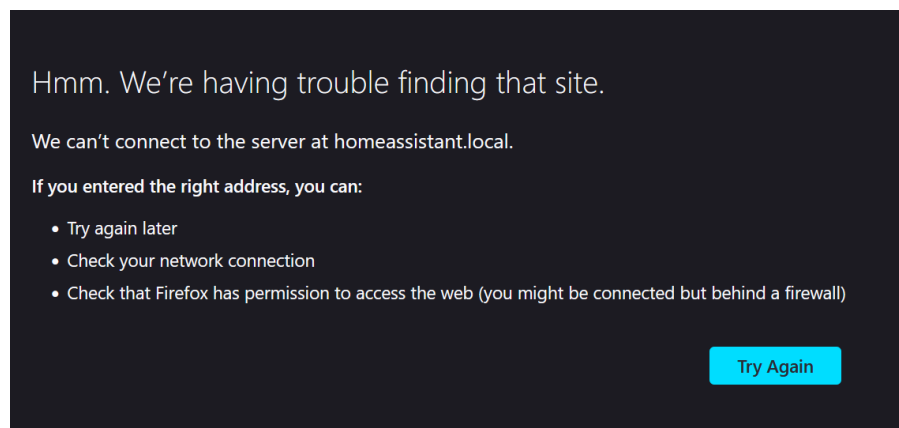 Hmm. We’re having trouble finding that site.
We can’t connect to the server at homeassistant.local.
If you entered the right address, you can:
• Try again later
• Check your network connection
• Check that Firefox has permission to access the web (you might be connected but behind a firewall)
Try Again